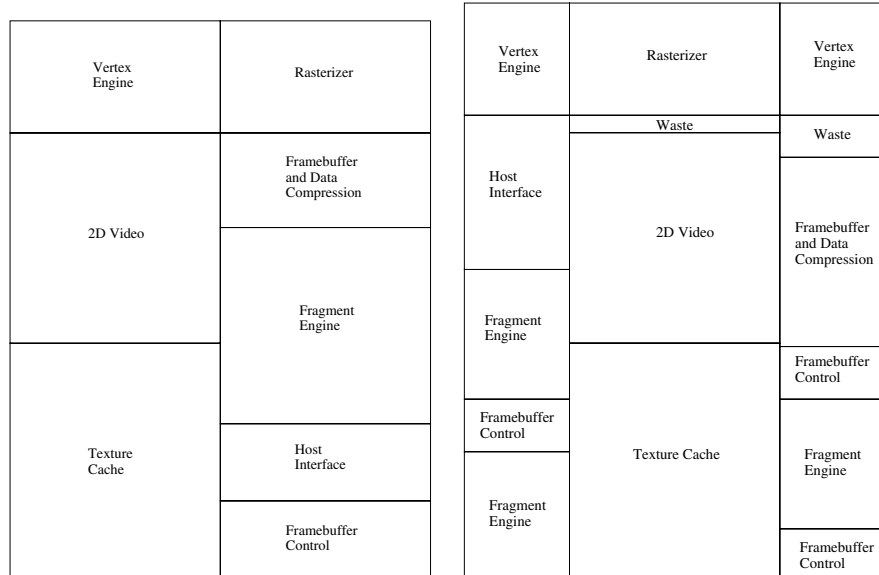 Vertex
Engine
Rasterizer
2D Video
Framebuffer
and Data
Compression
Fragment
Engine
Texture
Cache
Host
Interface
Framebuffer
Control
Vertex
Engine
Rasterizer
Vertex
Engine
Waste
Waste
Host
Interface
2D Video
Framebuffer
and Data
Compression
Fragment
Engine
Framebuffer
Control
Framebuffer
Control
Texture Cache
Fragment
Engine
Fragment
Engine
Framebuffer
Control